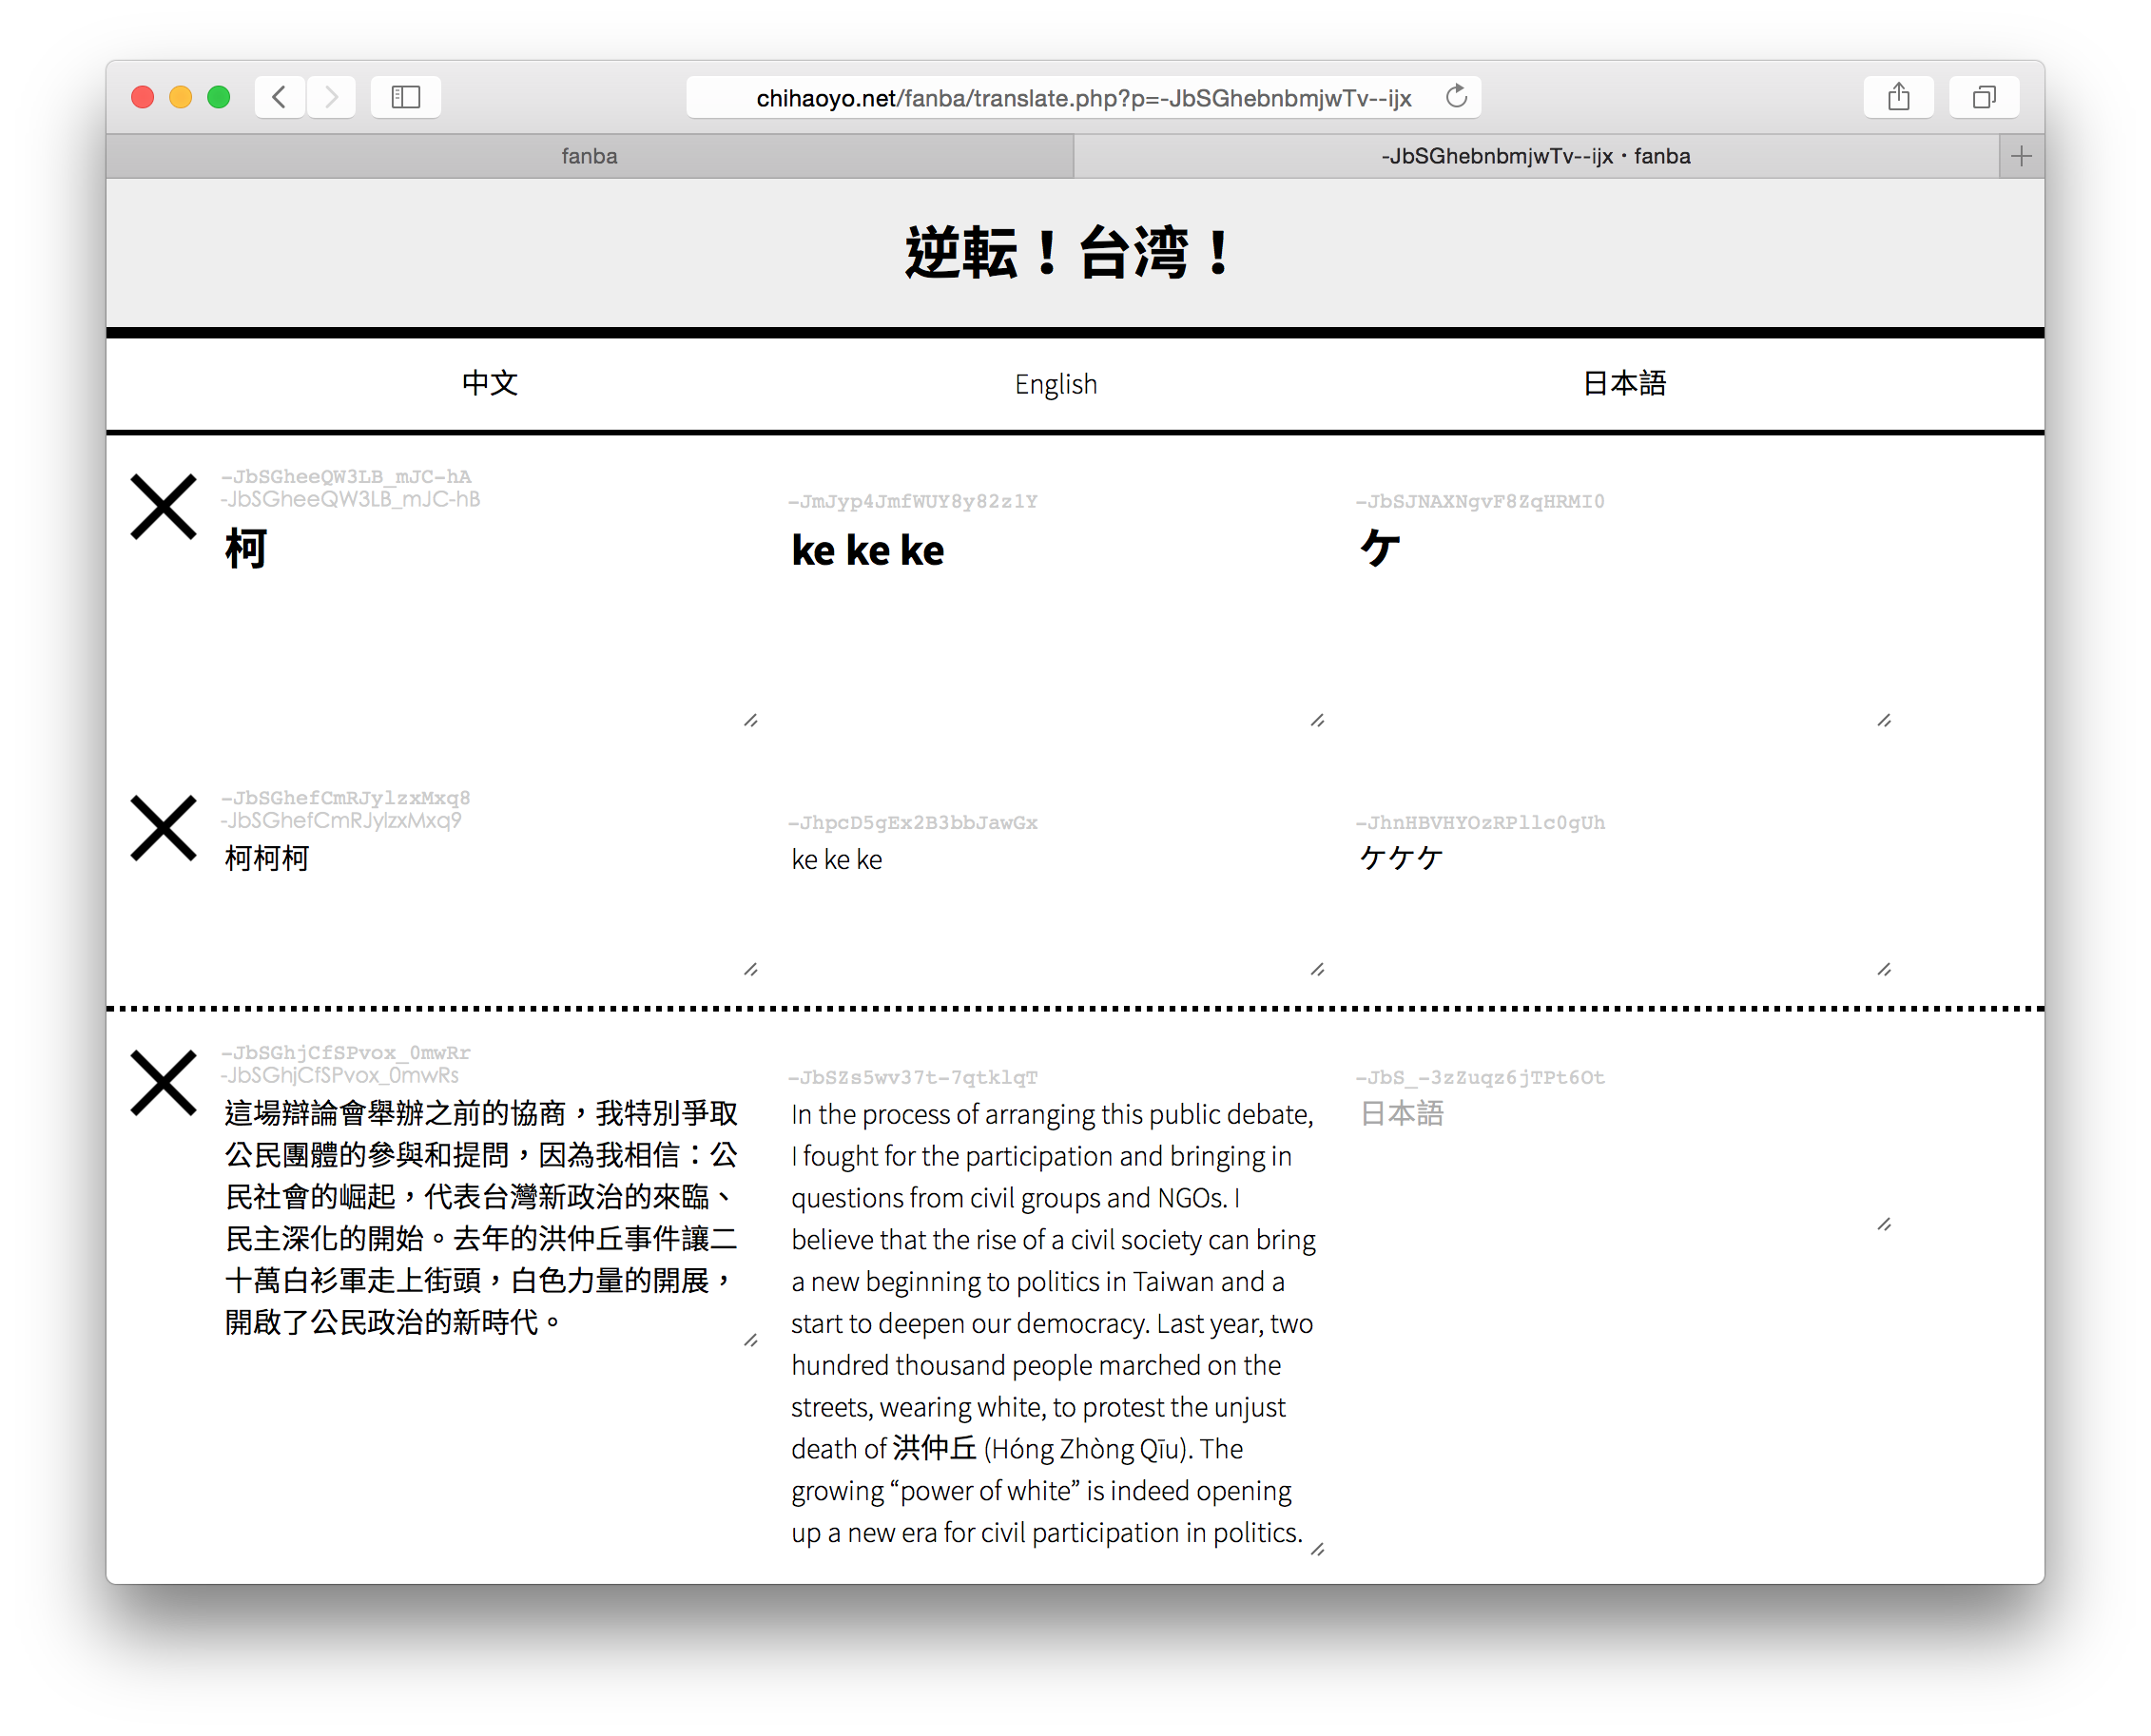 chihaoyo.net/fanba/translate.php?p=-JbSGhebnbmjwTv--ijx
fanba
-JbSGhebnbmjwTv--ijx · fanba
逆転！台湾！
中文
English
日本語
-JbSGheeQW3LB_mJC-hA
-JbSGheeQW3LB_mJC-hB
柯
-JmJyp4JmfWUY8y82z1Y
ke ke ke
-JbSJNAXNgvF8ZqHRMI0
ケ
-JbSGhefCmRJylzxMxq8
-JbSGhefCmRJylzxMxq9
柯柯柯
-JhpcD5gEx2B3bbJawGx
ke ke ke
-JhnHBVHYOzRPllc0gUh
ケケケ
-JbSGhjCfSPvox_0mwRr
-JbSGhjCfSPvox_0mwRs
這場辯論會舉辦之前的協商，我特別爭取
公民團體的參與和提問，因為我相信：公
民社會的崛起，代表台灣新政治的來臨、
民主深化的開始。去年的洪仲丘事件讓二
十萬白衫軍走上街頭，白色力量的開展，
開啟了公民政治的新時代。
-JbSZs5wv37t-7qtklqT
In the process of arranging this public debate,
I fought for the participation and bringing in
questions from civil groups and NGOs. I
believe that the rise of a civil society can bring
a new beginning to politics in Taiwan and a
start to deepen our democracy. Last year, two
hundred thousand people marched on the
streets, wearing white, to protest the unjust
death of 洪仲丘 (Hóng Zhòng Qīu). The
growing “power of white” is indeed opening
up a new era for civil participation in politics.
-JbS_-3zZuqz6jTPt6Ot
日本語